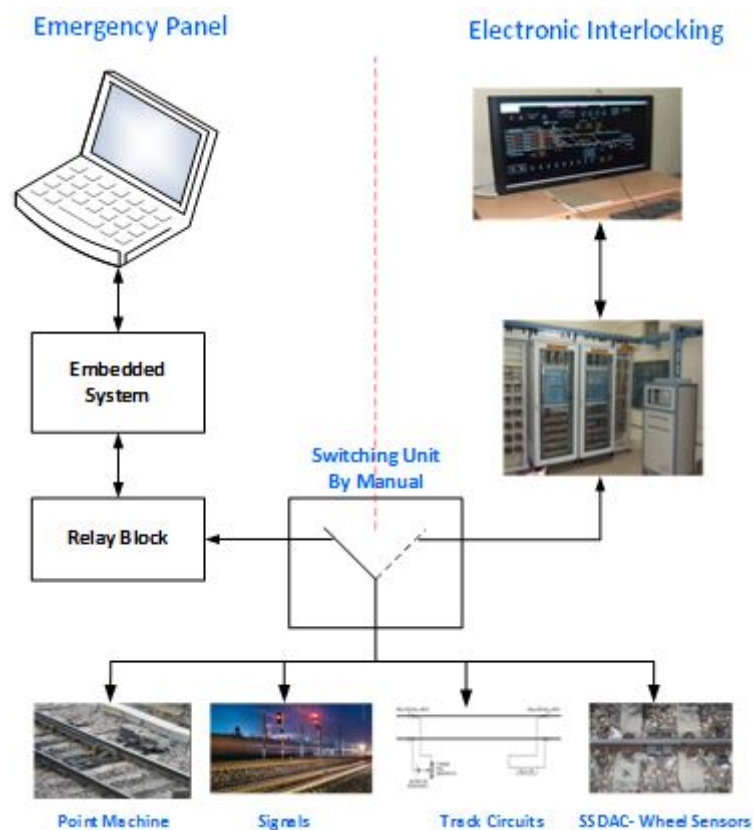 Emergency Panel
Electronic Interlocking
Embedded
System
Switching Unit
By Manual
Relay Block
Point Machine
Signals
Track Circuits
SSDAC- Wheel Sensors